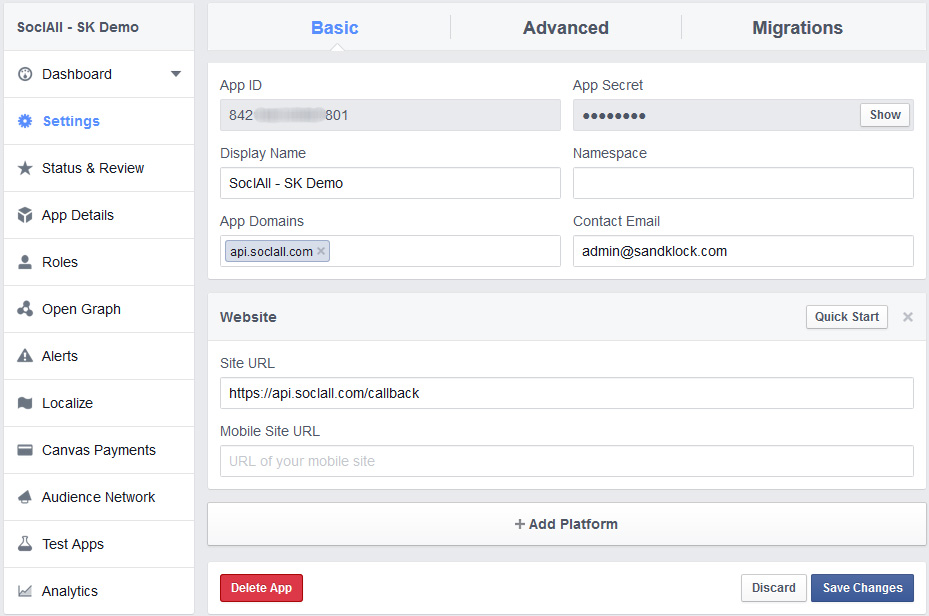 SoclAll - SK Demo
Dashboard
Settings
Status & Review
App Details
Roles
Open Graph
Alerts
Localize
Canvas Payments
Audience Network
Test Apps
Analytics
Basic Advanced Migrations
App ID App Secret
842 801 ●●●●●●●● Show
Display Name Namespace
SoclAll - SK Demo
App Domains Contact Email
api.soclall.com × admin@sandklock.com
Website Quick Start ×
Site URL
https://api.soclall.com/callback
Mobile Site URL
URL of your mobile site
+ Add Platform
Delete App Discard Save Changes